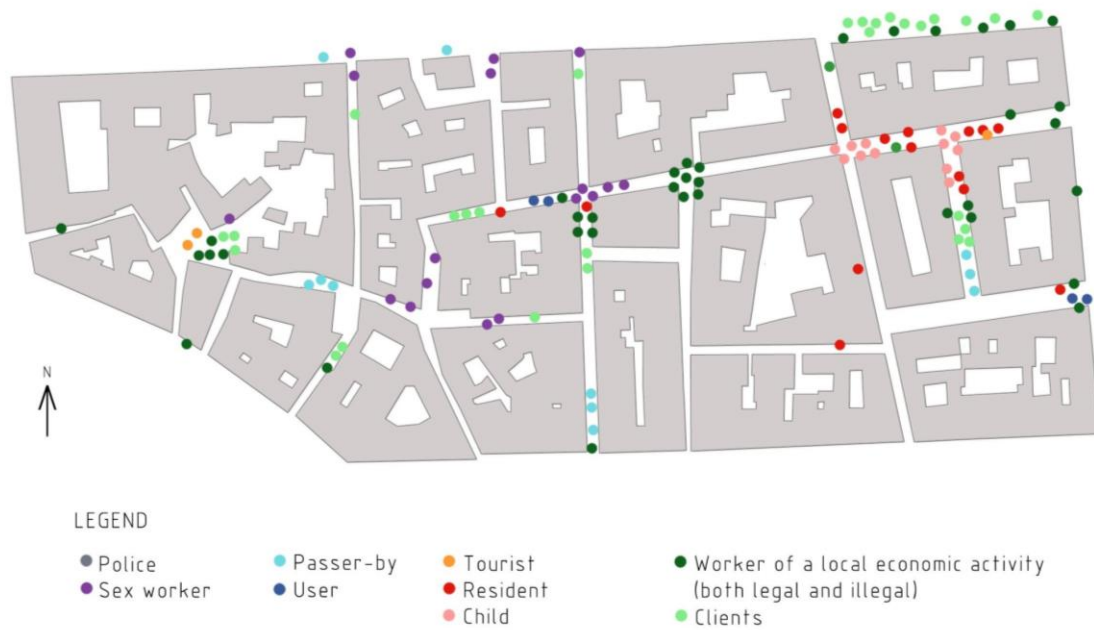 N
LEGEND
Police
Sex worker
Passer-by
User
Tourist
Resident
Child
Worker of a local economic activity
(both legal and illegal)
Clients